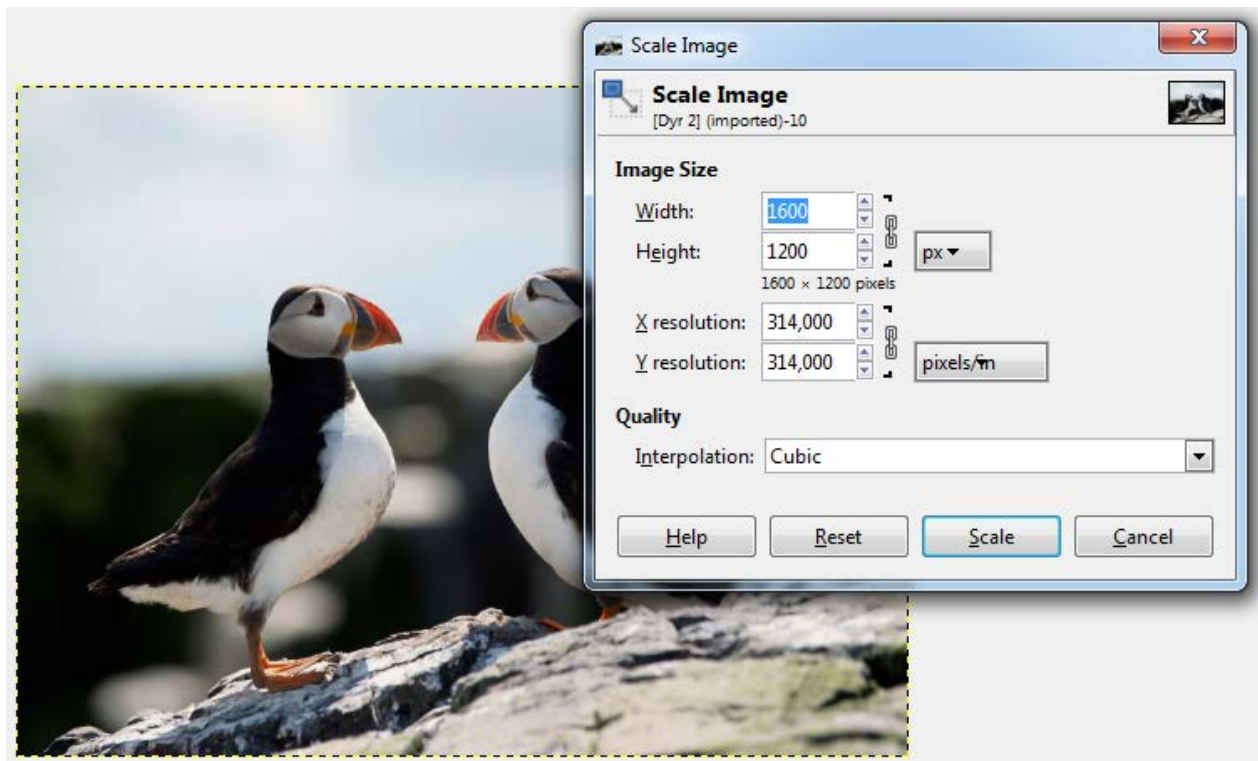 Scale Image
Scale Image
[Dyr 2] (imported)-10
Image Size
Width: 1600
Height: 1200 px
1600 × 1200 pixels
X resolution: 314,000
Y resolution: 314,000 pixels/in
Quality
Interpolation: Cubic
Help Reset Scale Cancel